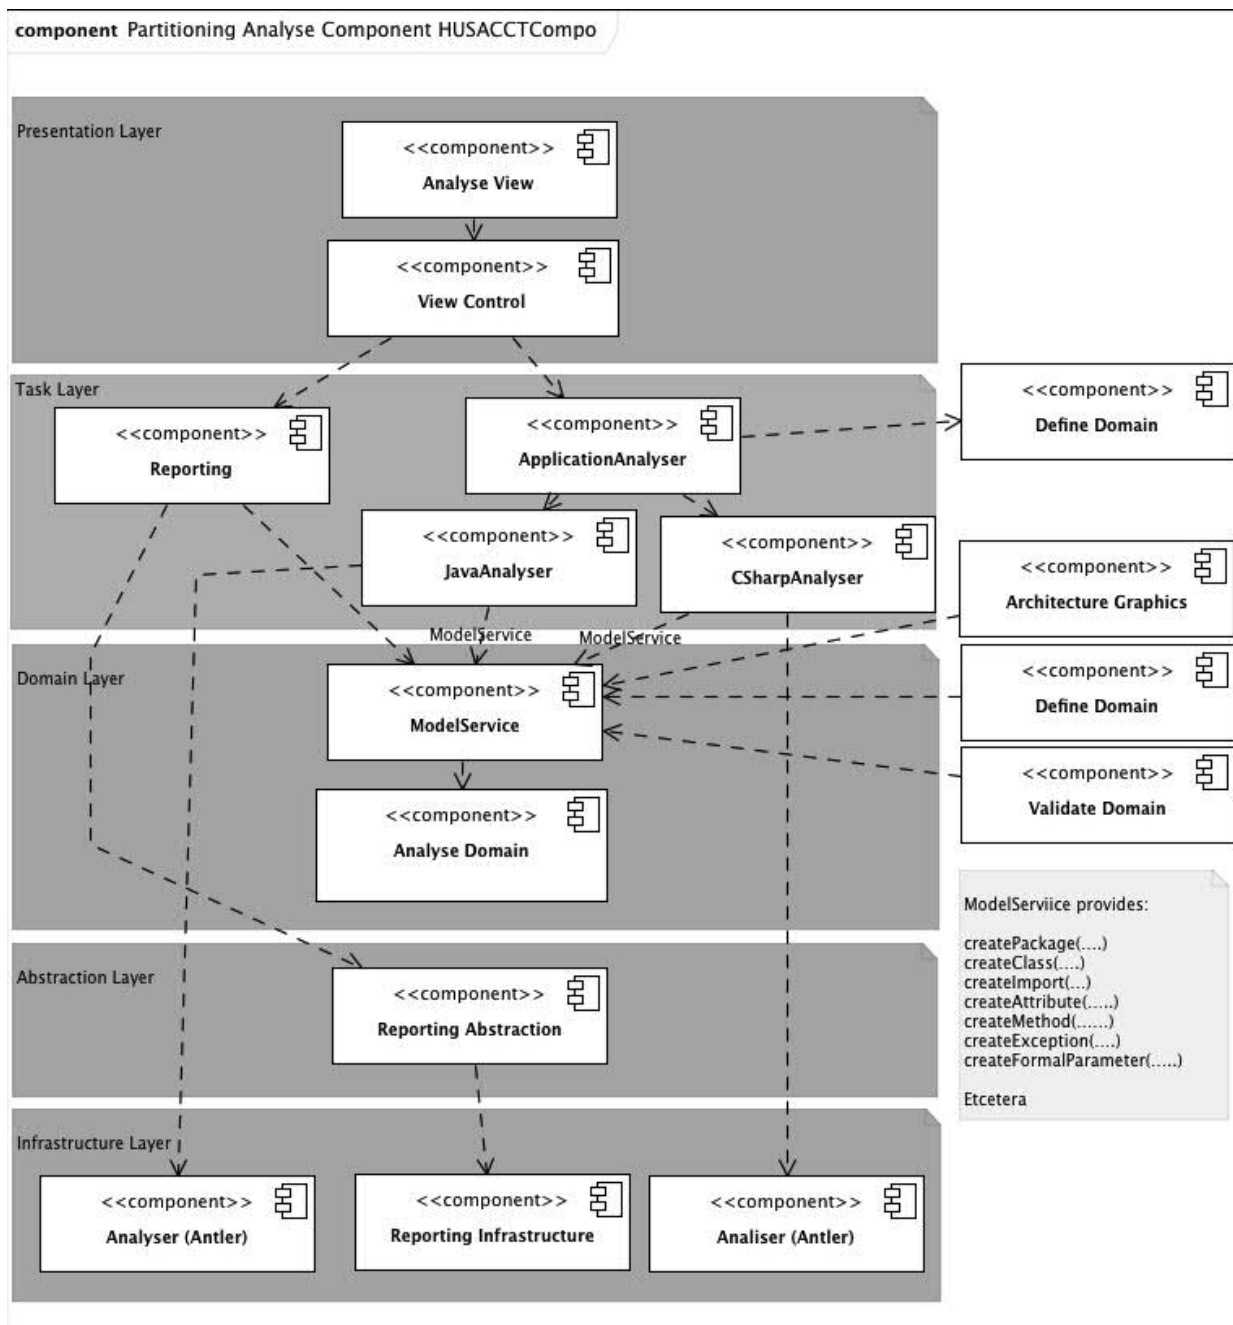 component Partitioning Analyse Component HUSACCTCompo
Presentation Layer
<<component>>
Analyse View
<<component>>
View Control
Task Layer
<<component>>
Reporting
<<component>>
ApplicationAnalyser
<<component>>
Define Domain
<<component>>
JavaAnalyser
<<component>>
CSharpAnalyser
<<component>>
Architecture Graphics
ModelService
ModelService
Domain Layer
<<component>>
ModelService
<<component>>
Define Domain
<<component>>
Analyse Domain
<<component>>
Validate Domain
ModelServiice provides:
createPackage(....)
createClass(....)
createImport(...)
createAttribute(.....)
createMethod(......)
createException(....)
createFormalParameter(.....)
Etcetera
Abstraction Layer
<<component>>
Reporting Abstraction
Infrastructure Layer
<<component>>
Analyser (Antler)
<<component>>
Reporting Infrastructure
<<component>>
Analiser (Antler)